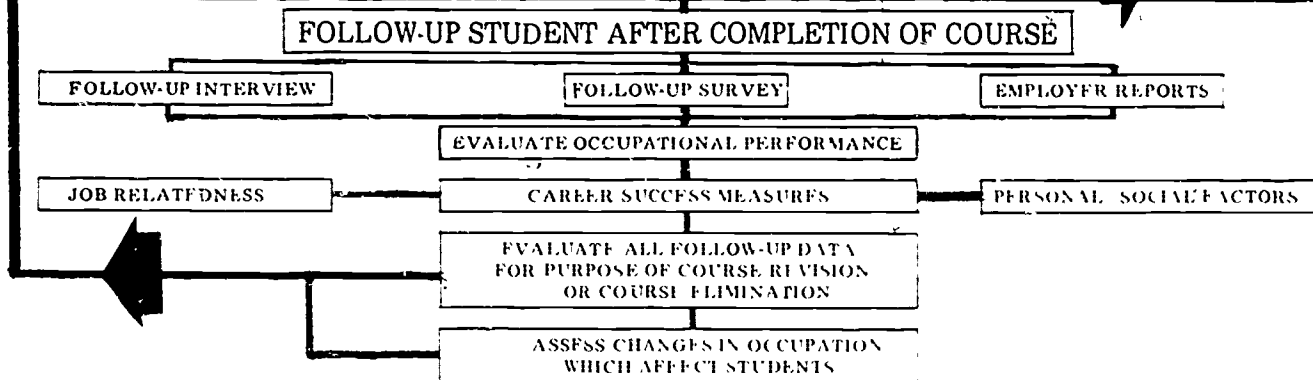 FOLLOW-UP STUDENT AFTER COMPLETION OF COURSE
FOLLOW-UP INTERVIEW
FOLLOW-UP SURVEY
EMPLOYER REPORTS
EVALUATE OCCUPATIONAL PERFORMANCE
JOB RELATEDNESS
CAREER SUCCESS MEASURES
PERSONAL SOCIAL FACTORS
EVALUATE ALL FOLLOW-UP DATA
FOR PURPOSE OF COURSE REVISION
OR COURSE ELIMINATION
ASSESS CHANGES IN OCCUPATION
WHICH AFFECT STUDENTS